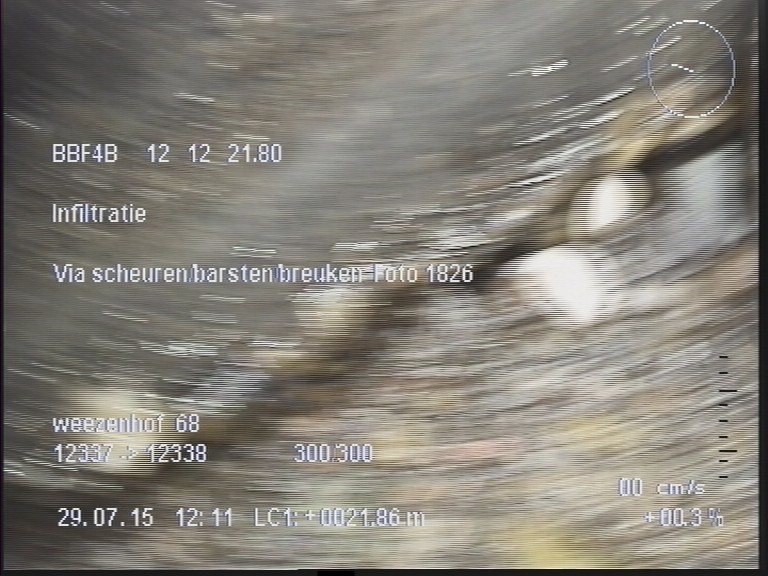 BBF4B 12 12 21.80
Infiltratie
Via scheuren/barsten/breuken Foto 1826
weezenhof 68
12337 -> 12338 300/300
00 cm/s
29.07.15 12:11 LC1:+0021.86 m +00.3 %